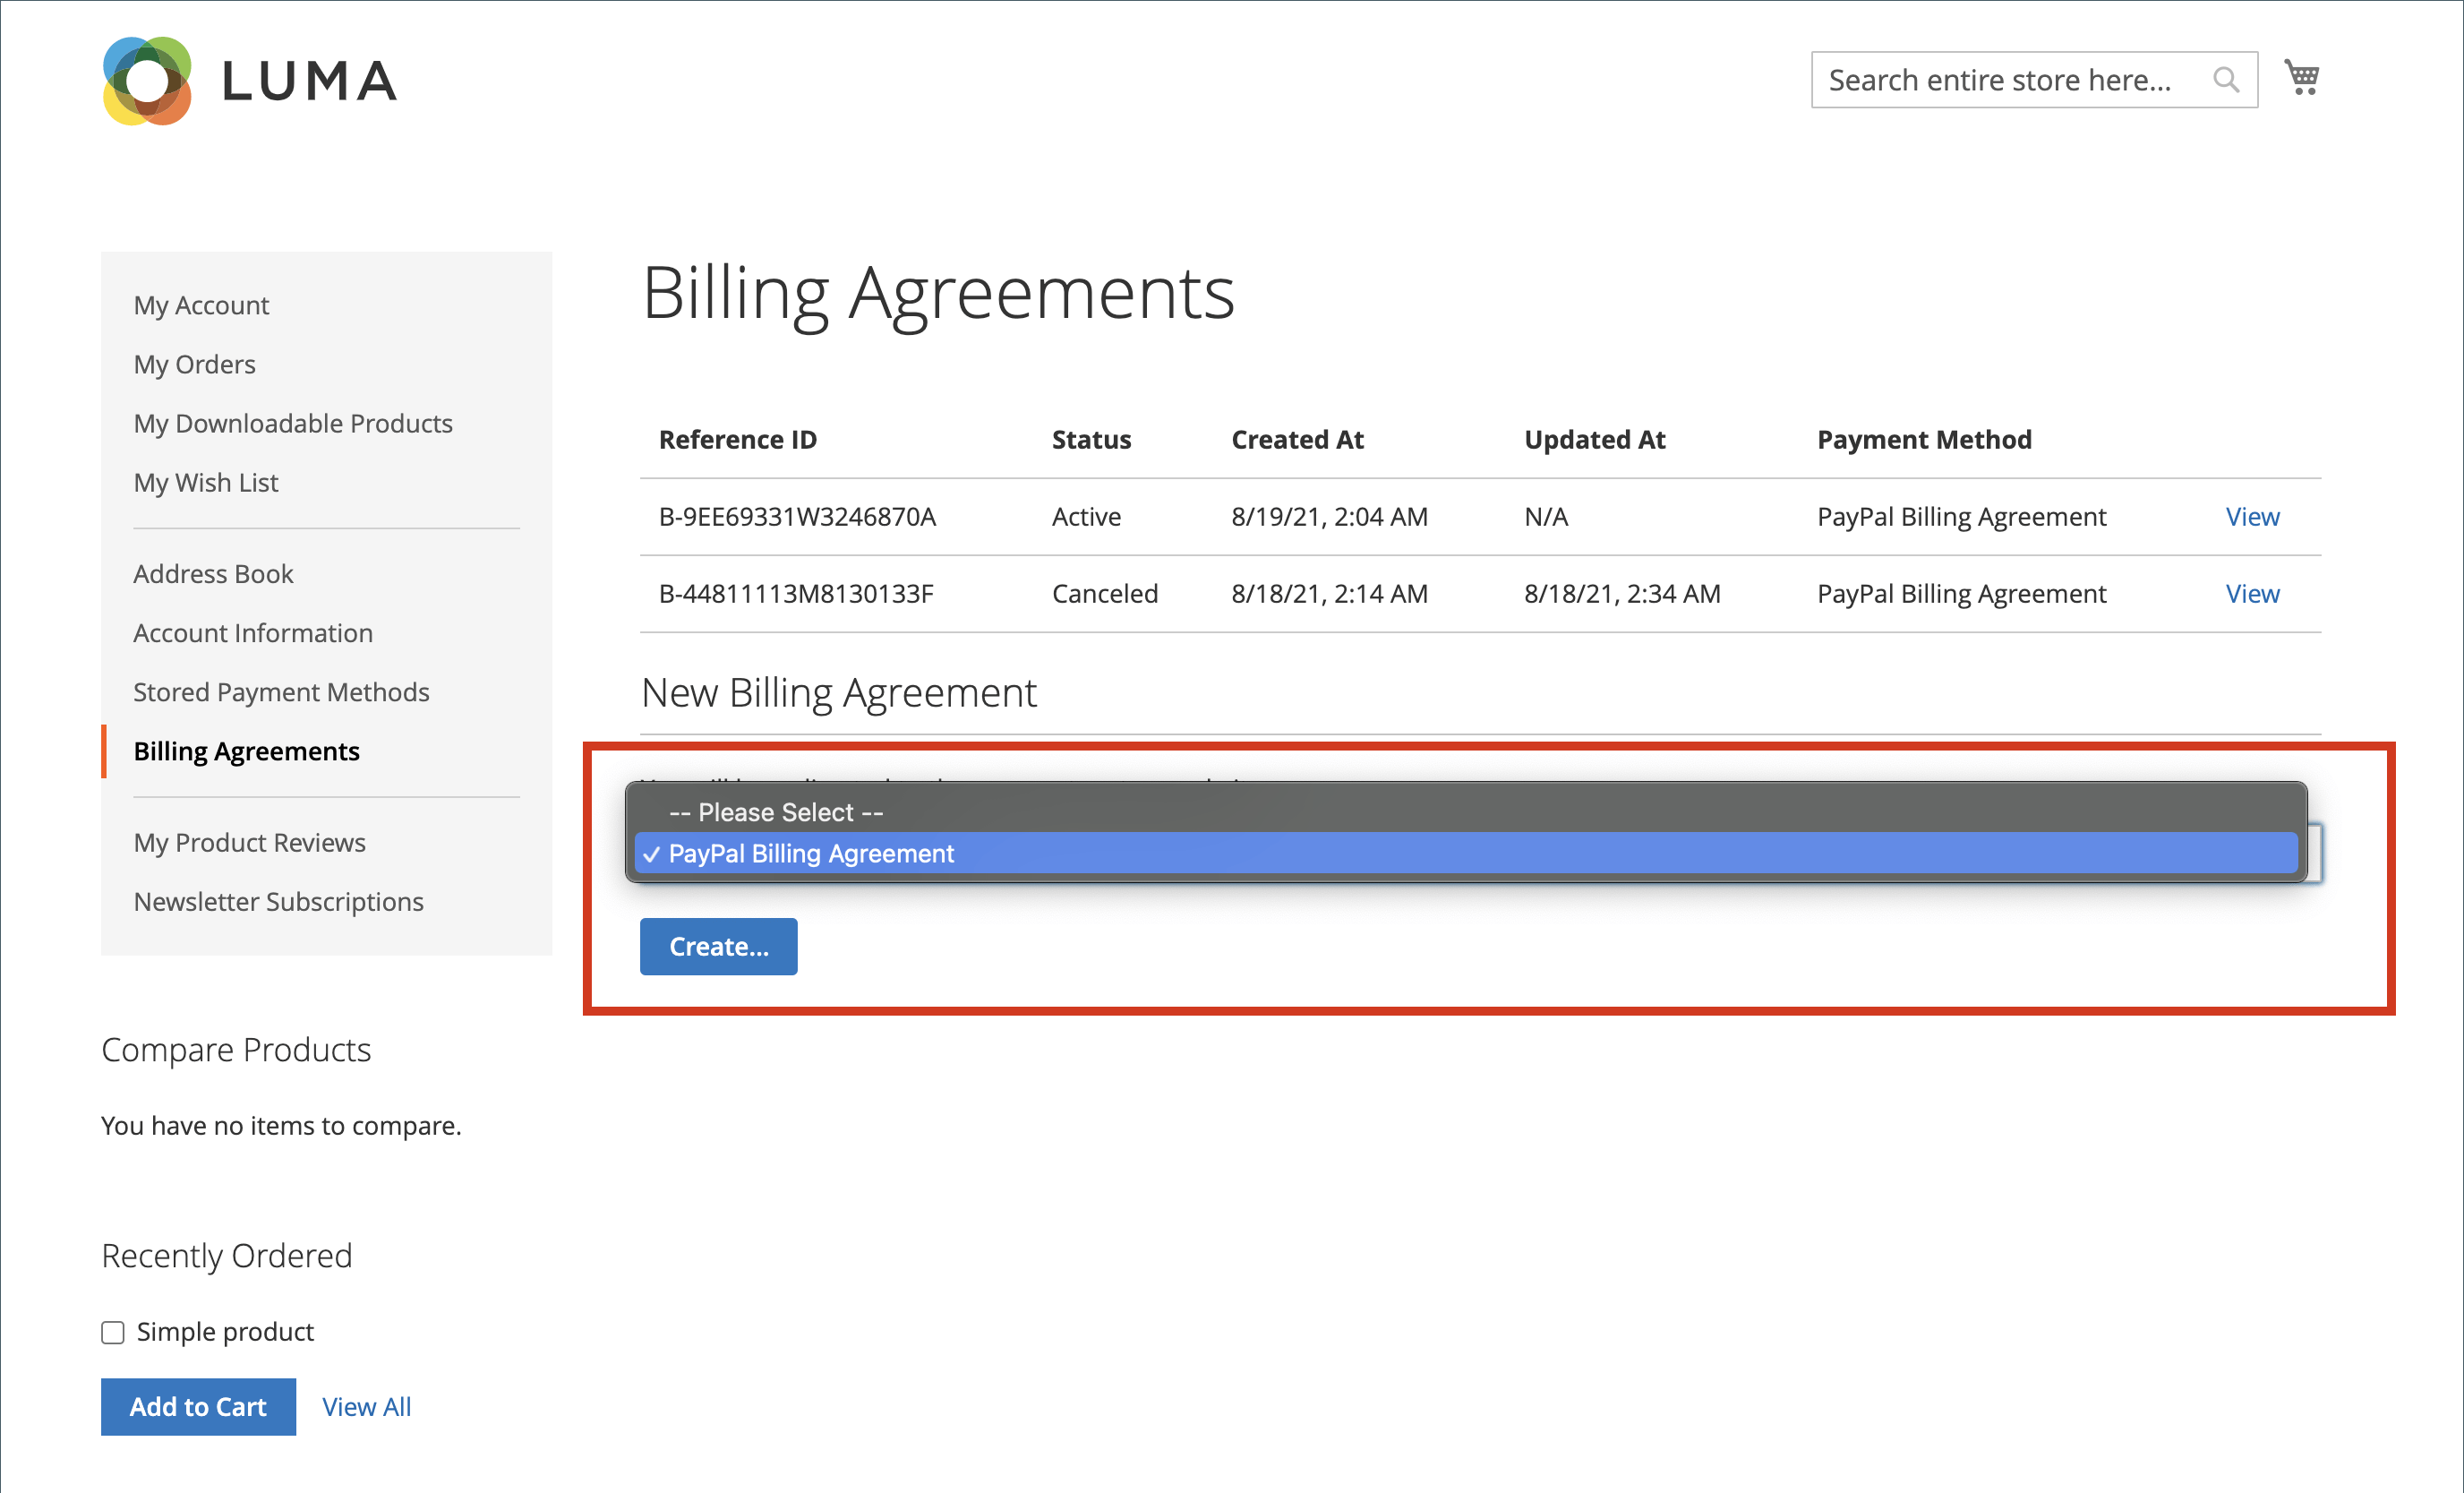 LUMA
Search entire store here...
My Account
My Orders
My Downloadable Products
My Wish List
Address Book
Account Information
Stored Payment Methods
Billing Agreements
My Product Reviews
Newsletter Subscriptions
Compare Products
You have no items to compare.
Recently Ordered
Simple product
Add to Cart View All
Billing Agreements
Reference ID Status Created At Updated At Payment Method
B-9EE69331W3246870A Active 8/19/21, 2:04 AM N/A PayPal Billing Agreement View
B-44811113M8130133F Canceled 8/18/21, 2:14 AM 8/18/21, 2:34 AM PayPal Billing Agreement View
New Billing Agreement
-- Please Select --
✓ PayPal Billing Agreement
Create...